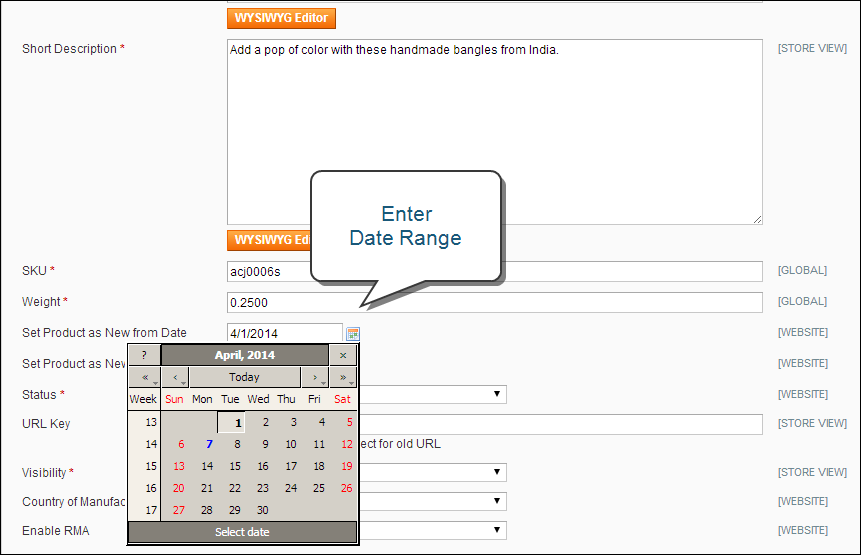 WYSIWYG Editor
Short Description * Add a pop of color with these handmade bangles from India. [STORE VIEW]
Enter
Date Range
WYSIWYG Ed
SKU * acj0006s [GLOBAL]
Weight * 0.2500 [GLOBAL]
Set Product as New from Date 4/1/2014 [WEBSITE]
Set Product as New [WEBSITE]
? April, 2014 ×
« ‹ Today › »
Week Sun Mon Tue Wed Thu Fri Sat
13 1 2 3 4 5
14 6 7 8 9 10 11 12
15 13 14 15 16 17 18 19
16 20 21 22 23 24 25 26
17 27 28 29 30
Select date
Status * [WEBSITE]
URL Key [STORE VIEW]
ect for old URL
Visibility * [STORE VIEW]
Country of Manufac [WEBSITE]
Enable RMA [WEBSITE]